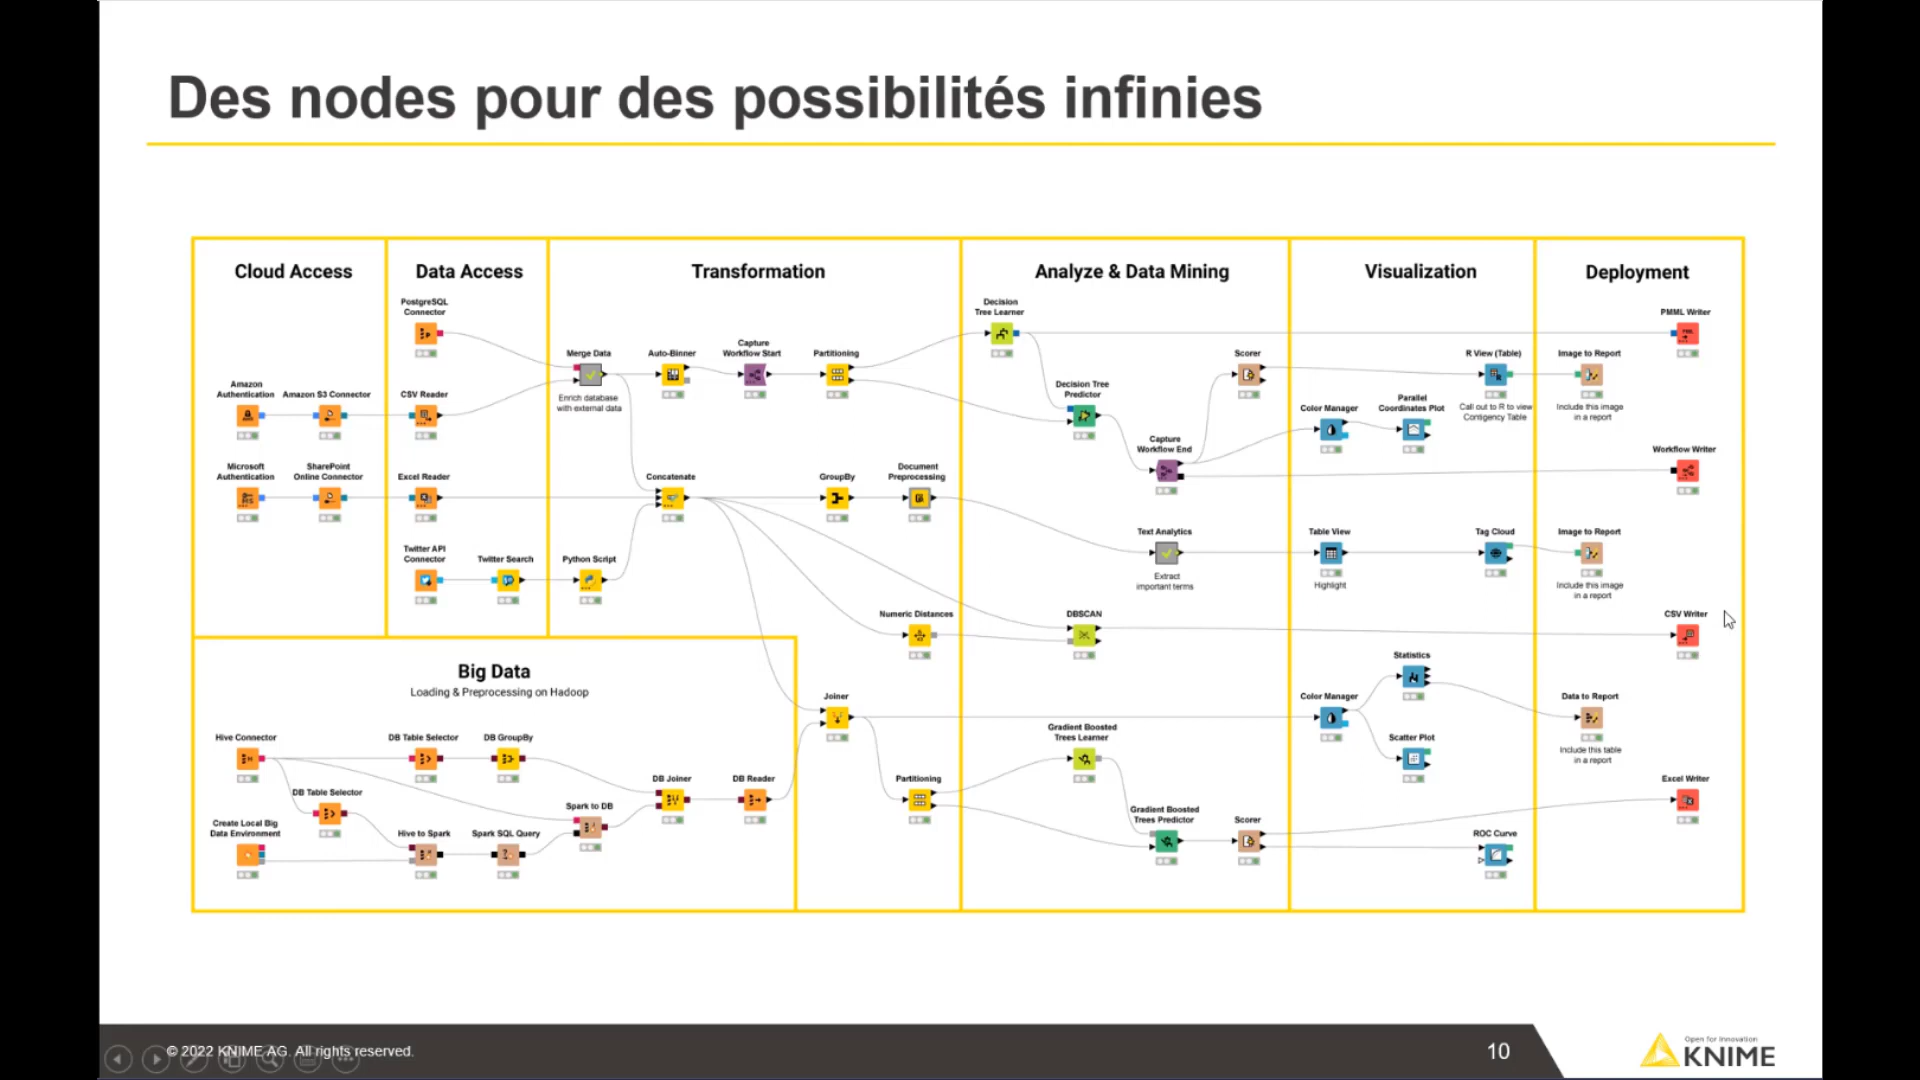 Des nodes pour des possibilités infinies
Cloud Access
Amazon
Authentication
Amazon S3 Connector
Microsoft
Authentication
SharePoint
Online Connector
Data Access
PostgreSQL
Connector
CSV Reader
Excel Reader
Twitter API
Connector
Twitter Search
Transformation
Merge Data
Enrich database
with external data
Auto-Binner
Capture
Workflow Start
Partitioning
Concatenate
GroupBy
Document
Preprocessing
Python Script
Numeric Distances
Joiner
Partitioning
Big Data
Loading & Preprocessing on Hadoop
Hive Connector
DB Table Selector
DB GroupBy
DB Table Selector
DB Joiner
DB Reader
Create Local Big
Data Environment
Hive to Spark
Spark SQL Query
Spark to DB
Analyze & Data Mining
Decision
Tree Learner
Decision Tree
Predictor
Scorer
Capture
Workflow End
Text Analytics
Extract
important terms
DBSCAN
Gradient Boosted
Trees Learner
Gradient Boosted
Trees Predictor
Scorer
Visualization
R View (Table)
Call out to R to view
Contigency Table
Color Manager
Parallel
Coordinates Plot
Table View
Highlight
Tag Cloud
Statistics
Color Manager
Scatter Plot
ROC Curve
Deployment
PMML Writer
Image to Report
Include this image
in a report
Workflow Writer
Image to Report
Include this image
in a report
CSV Writer
Data to Report
Include this table
in a report
Excel Writer
© 2022 KNIME AG. All rights reserved.
10
Open for Innovation
KNIME